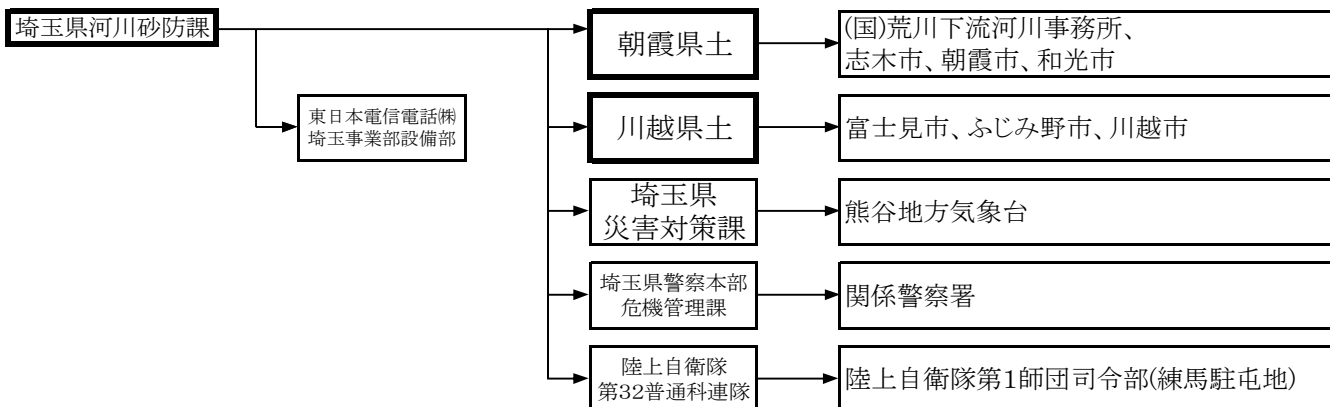 埼玉県河川砂防課
朝霞県土
(国)荒川下流河川事務所、
志木市、朝霞市、和光市
東日本電信電話㈱
埼玉事業部設備部
川越県土
富士見市、ふじみ野市、川越市
埼玉県
災害対策課
熊谷地方気象台
埼玉県警察本部
危機管理課
関係警察署
陸上自衛隊
第32普通科連隊
陸上自衛隊第1師団司令部(練馬駐屯地)